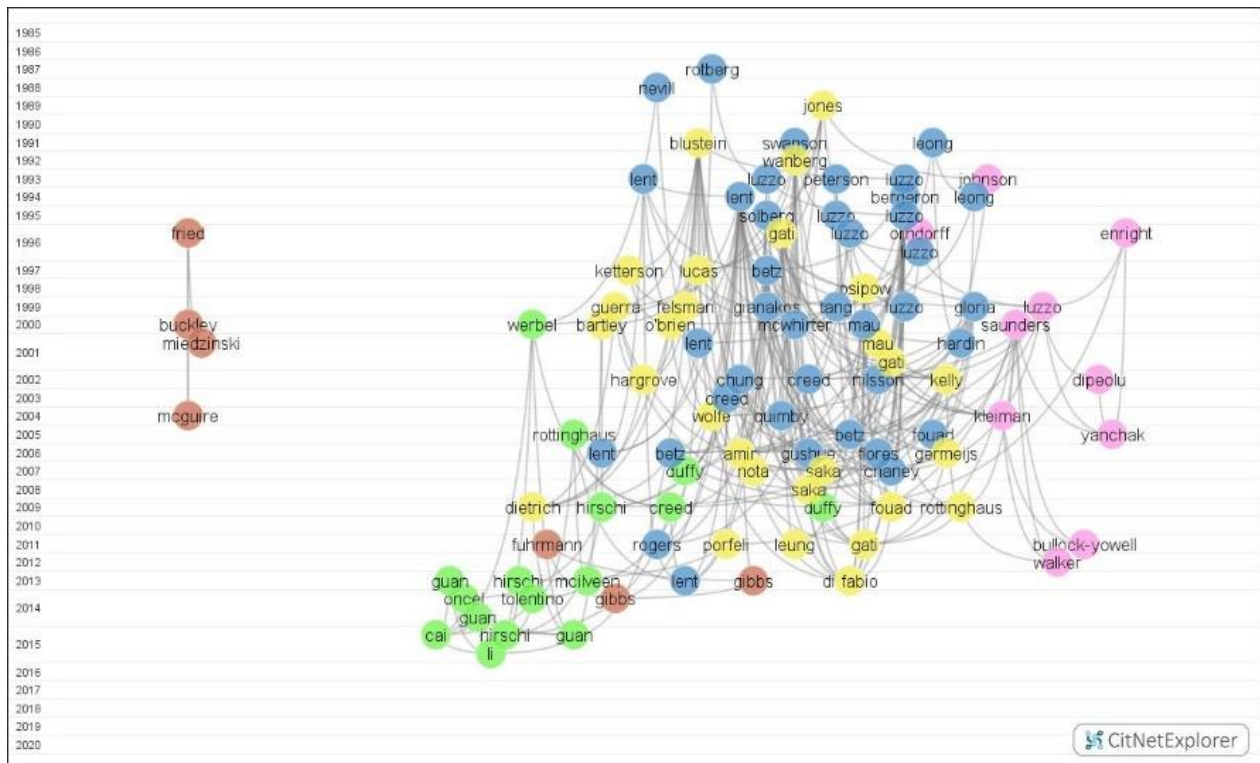 1985
1986
1987 rotberg
1988 nevill
1989 jones
1990
1991 blustein swanson leong
1992 wanberg
1993 lent luzzo peterson luzzo johnson
1994 lent bergeron leong
1995 solberg luzzo luzzo
1996 fried gati luzzo orndorff enright
luzzo
1997 ketterson lucas betz
1998 osipow
1999 guerra felsman gianakos tang luzzo gloria luzzo
2000 buckley werbel bartley o'brien mcwhirter mau saunders
2001 miedzinski lent mau hardin
gati
2002 hargrove chung creed nilsson kelly dipeolu
2003 creed
2004 mcguire wolfe quimby kleiman
2005 rottinghaus betz fouad yanchak
2006 lent betz amir gushue flores germeijs
2007 duffy nota saka chaney
2008 saka
2009 dietrich hirschi creed duffy fouad rottinghaus
2010
2011 fuhrmann rogers porfeli leung gati bullock-yowell
2012 walker
2013 guan hirschi mcilveen lent gibbs di fabio
2014 oncel tolentino gibbs
guan
2015 cai hirschi guan
li
2016
2017
2018
2019
2020
CitNetExplorer